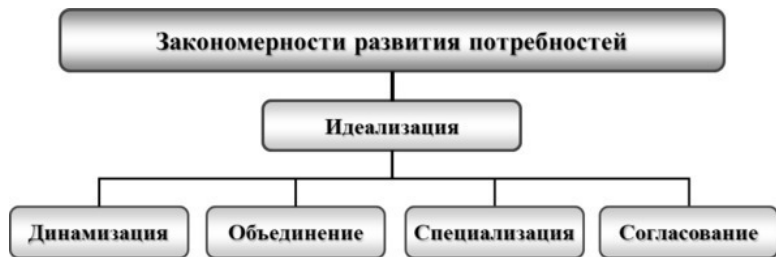 Закономерности развития потребностей
Идеализация
Динамизация
Объединение
Специализация
Согласование